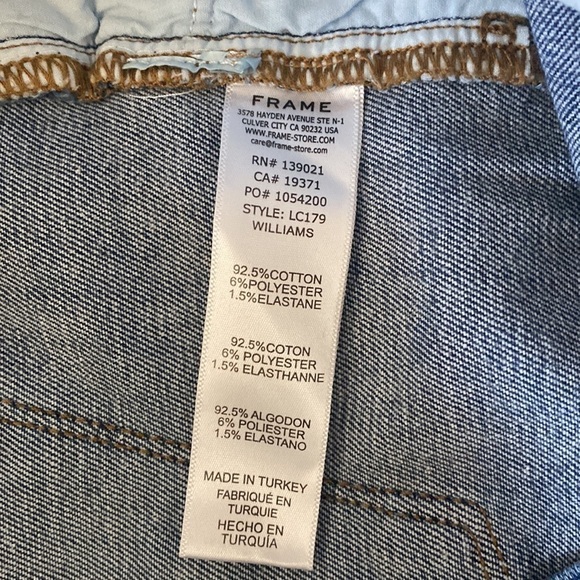 FRAME
3578 HAYDEN AVENUE STE N-1
CULVER CITY CA 90232 USA
WWW.FRAME-STORE.COM
care@frame-store.com
RN# 139021
CA# 19371
PO# 1054200
STYLE: LC179
WILLIAMS
92.5%COTTON
6%POLYESTER
1.5%ELASTANE
92.5%COTON
6% POLYESTER
1.5% ELASTHANNE
92.5% ALGODON
6% POLIESTER
1.5% ELASTANO
MADE IN TURKEY
FABRIQUÉ EN
TURQUIE
HECHO EN
TURQUÍA